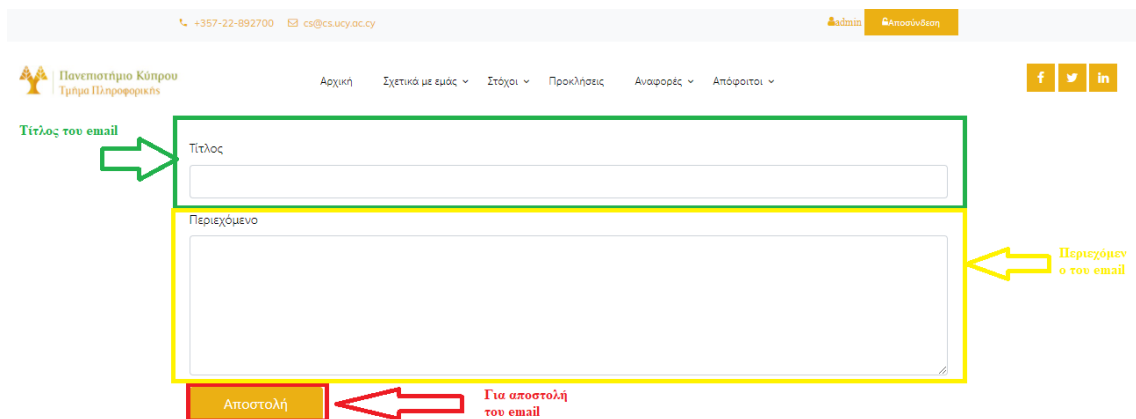 +357-22-892700 cs@cs.ucy.ac.cy admin Αποσύνδεση
Πανεπιστήμιο Κύπρου
Τμήμα Πληροφορικής
Αρχική Σχετικά με εμάς Στόχοι Προκλήσεις Αναφορές Απόφοιτοι
Τίτλος του email
Τίτλος
Περιεχόμενο
Περιεχόμεν
ο του email
Αποστολή
Για αποστολή
του email